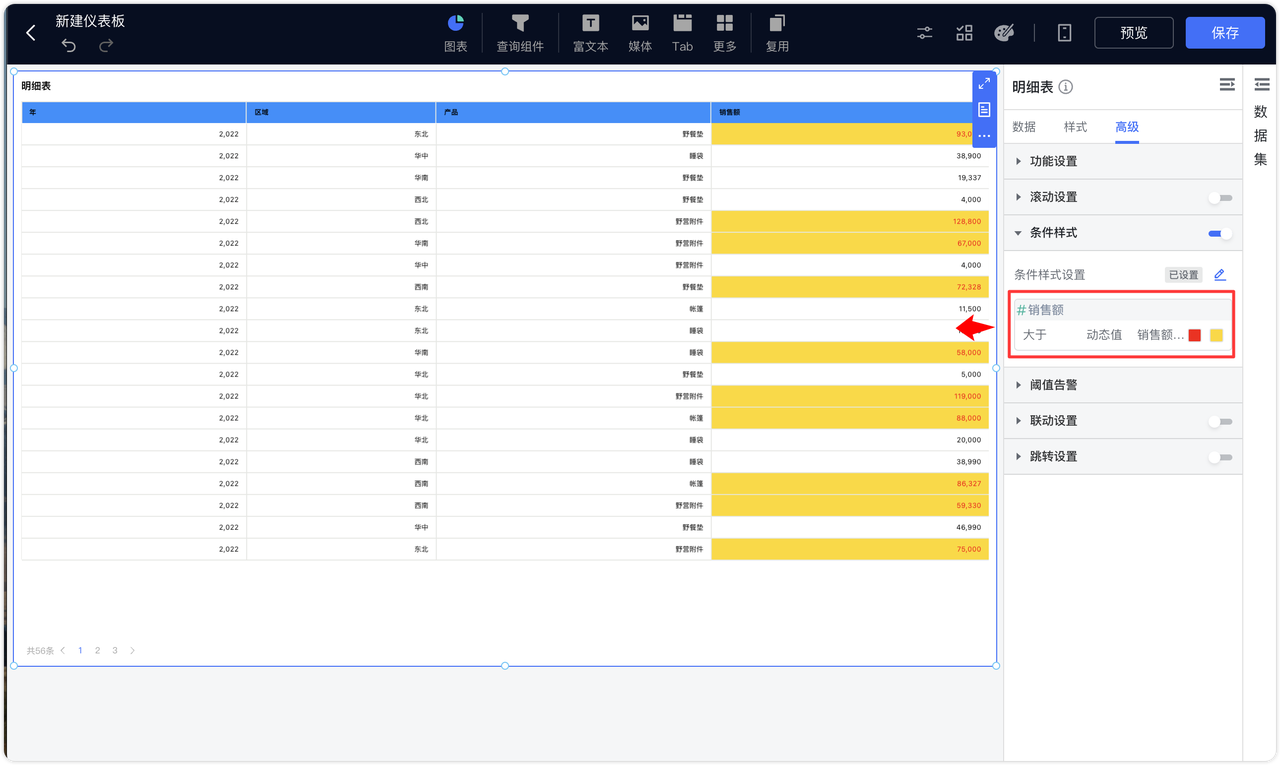 新建仪表板
图表
查询组件
富文本
媒体
Tab
更多
复用
预览
保存
明细表
年 区域 产品 销售额
2,022 东北 野餐垫 93,0
2,022 华中 睡袋 38,900
2,022 华南 野餐垫 19,337
2,022 西北 野餐垫 4,000
2,022 西北 野营附件 128,800
2,022 华南 野营附件 67,000
2,022 华中 野营附件 4,000
2,022 西南 野餐垫 72,328
2,022 东北 帐篷 11,500
2,022 东北 睡袋
2,022 华南 睡袋 58,000
2,022 华北 野餐垫 5,000
2,022 华北 野营附件 119,000
2,022 华北 帐篷 88,000
2,022 华北 睡袋 20,000
2,022 西南 睡袋 38,990
2,022 西南 帐篷 86,327
2,022 西南 野营附件 59,330
2,022 华中 野餐垫 46,990
2,022 东北 野营附件 75,000
共56条 1 2 3
明细表
数据 样式 高级
功能设置
滚动设置
条件样式
条件样式设置 已设置
#销售额
大于 动态值 销售额...
阈值告警
联动设置
跳转设置
数
据
集